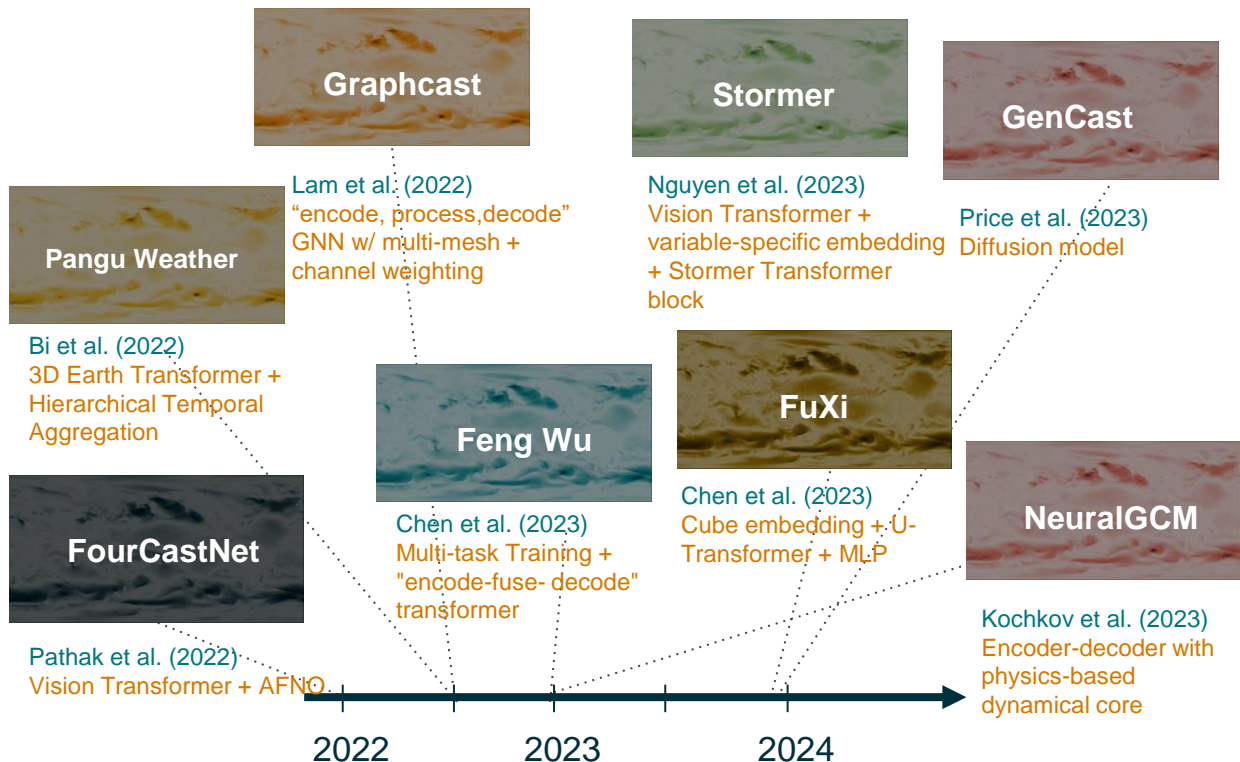 Graphcast
Lam et al. (2022)
“encode, process,decode”
GNN w/ multi-mesh +
channel weighting
Stormer
Nguyen et al. (2023)
Vision Transformer +
variable-specific embedding
+ Stormer Transformer
block
GenCast
Price et al. (2023)
Diffusion model
Pangu Weather
Bi et al. (2022)
3D Earth Transformer +
Hierarchical Temporal
Aggregation
Feng Wu
Chen et al. (2023)
Multi-task Training +
"encode-fuse- decode"
transformer
FuXi
Chen et al. (2023)
Cube embedding + U-
Transformer + MLP
FourCastNet
Pathak et al. (2022)
Vision Transformer + AFNO
NeuralGCM
Kochkov et al. (2023)
Encoder-decoder with
physics-based
dynamical core
2022
2023
2024